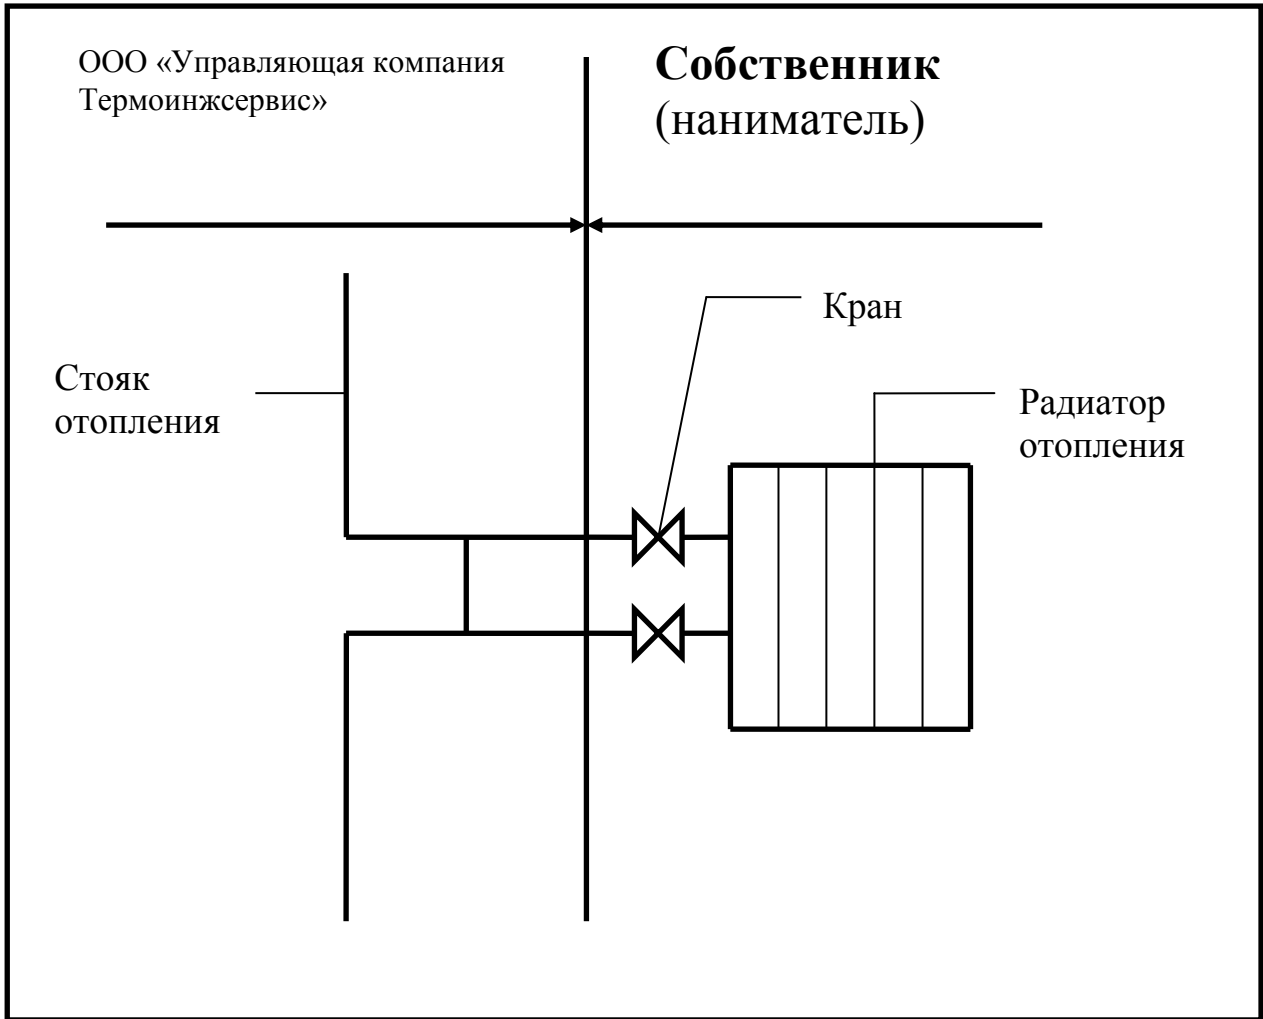 ООО «Управляющая компания
Термоинжсервис»
Собственник
(наниматель)
Кран
Стояк
отопления
Радиатор
отопления